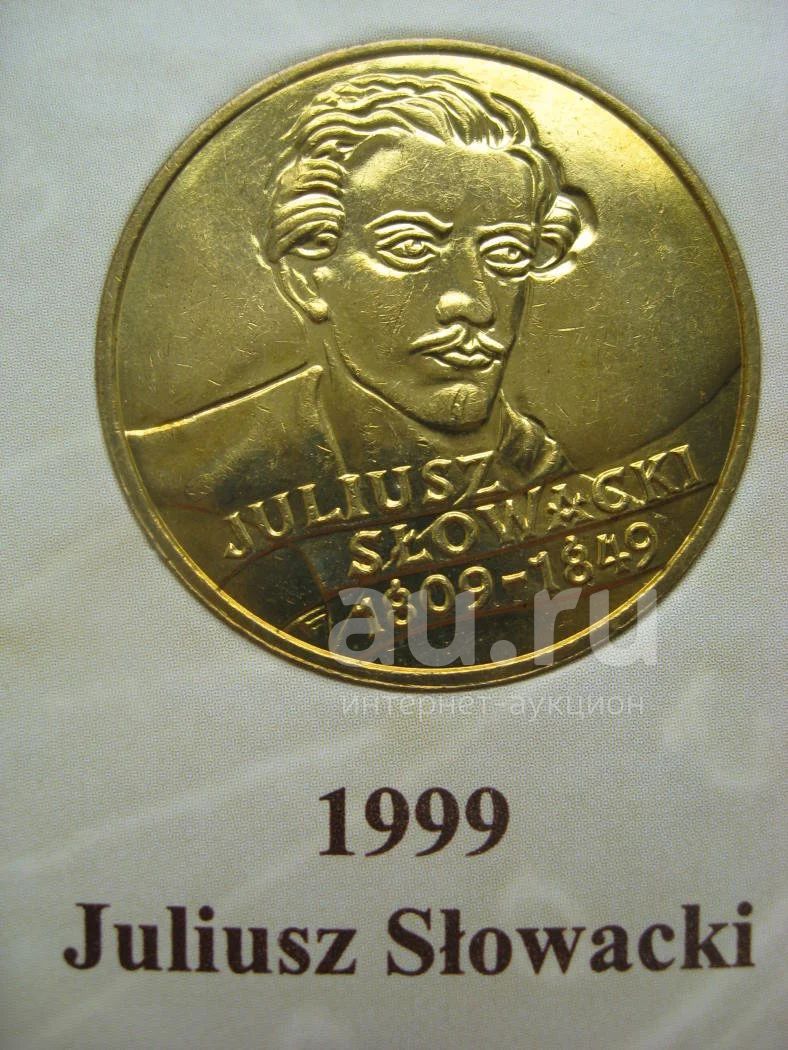 JULIUSZ
SŁOWACKI
1809-1849
au.ru
интернет-аукцион
1999
Juliusz Słowacki